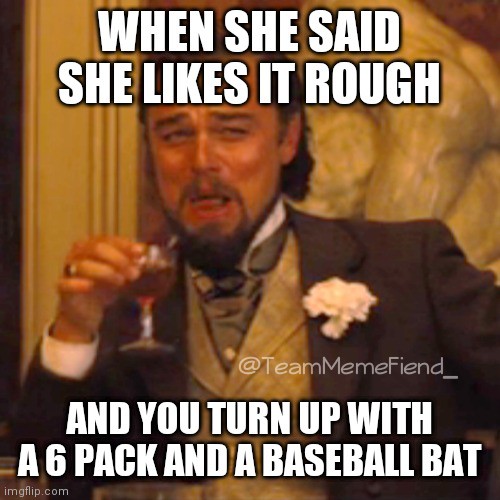 WHEN SHE SAID
SHE LIKES IT ROUGH
@TeamMemeFiend_
AND YOU TURN UP WITH
A 6 PACK AND A BASEBALL BAT
imgflip.com